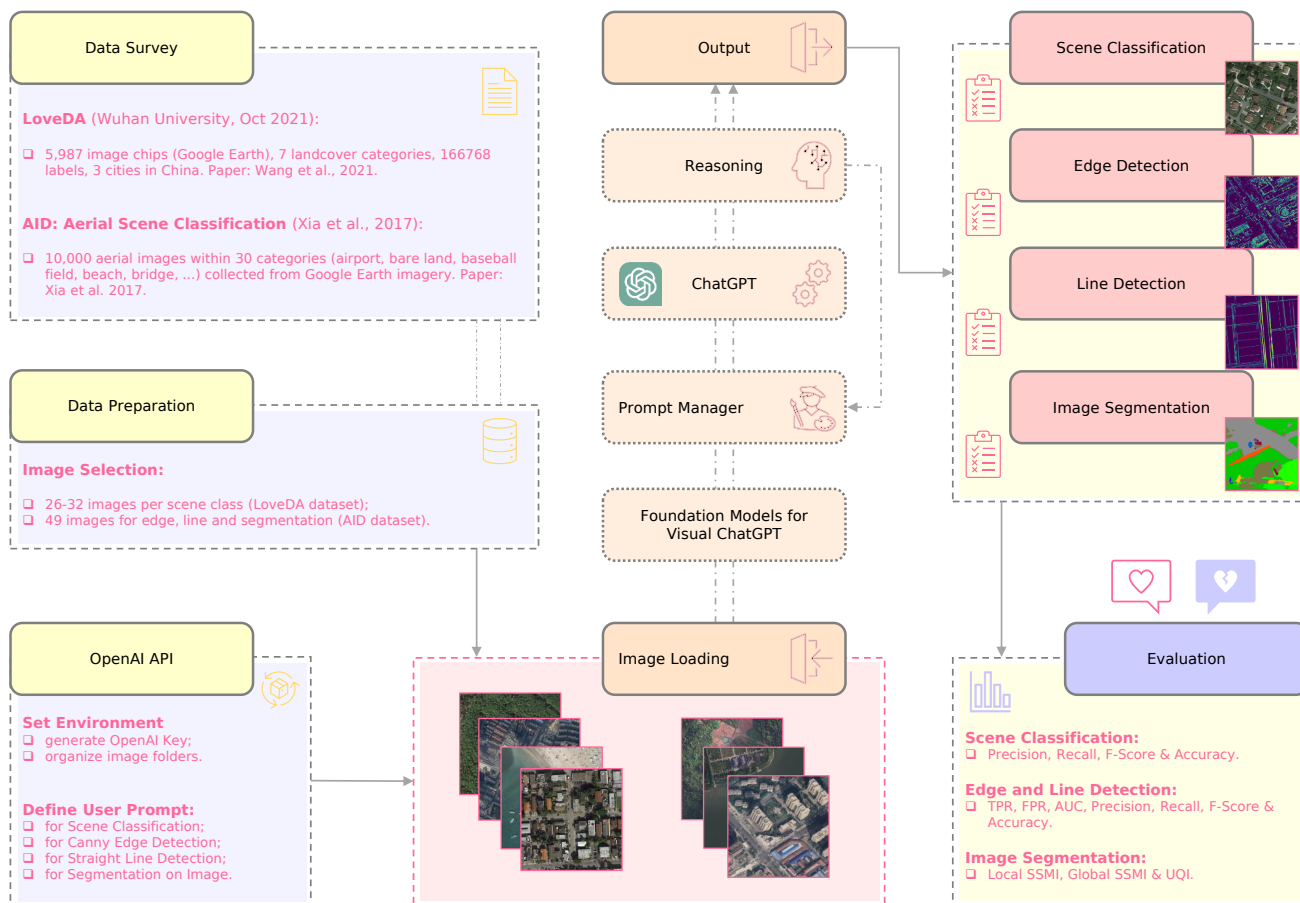 Data Survey
LoveDA (Wuhan University, Oct 2021):
❑ 5,987 image chips (Google Earth), 7 landcover categories, 166768
labels, 3 cities in China. Paper: Wang et al., 2021.
AID: Aerial Scene Classification (Xia et al., 2017):
❑ 10,000 aerial images within 30 categories (airport, bare land, baseball
field, beach, bridge, ...) collected from Google Earth imagery. Paper:
Xia et al. 2017.
Data Preparation
Image Selection:
❑ 26-32 images per scene class (LoveDA dataset);
❑ 49 images for edge, line and segmentation (AID dataset).
OpenAI API
Set Environment
❑ generate OpenAI Key;
❑ organize image folders.
Define User Prompt:
❑ for Scene Classification;
❑ for Canny Edge Detection;
❑ for Straight Line Detection;
❑ for Segmentation on Image.
Output
Reasoning
ChatGPT
Prompt Manager
Foundation Models for
Visual ChatGPT
Image Loading
Scene Classification
Edge Detection
Line Detection
Image Segmentation
Evaluation
Scene Classification:
❑ Precision, Recall, F-Score & Accuracy.
Edge and Line Detection:
❑ TPR, FPR, AUC, Precision, Recall, F-Score &
Accuracy.
Image Segmentation:
❑ Local SSMI, Global SSMI & UQI.